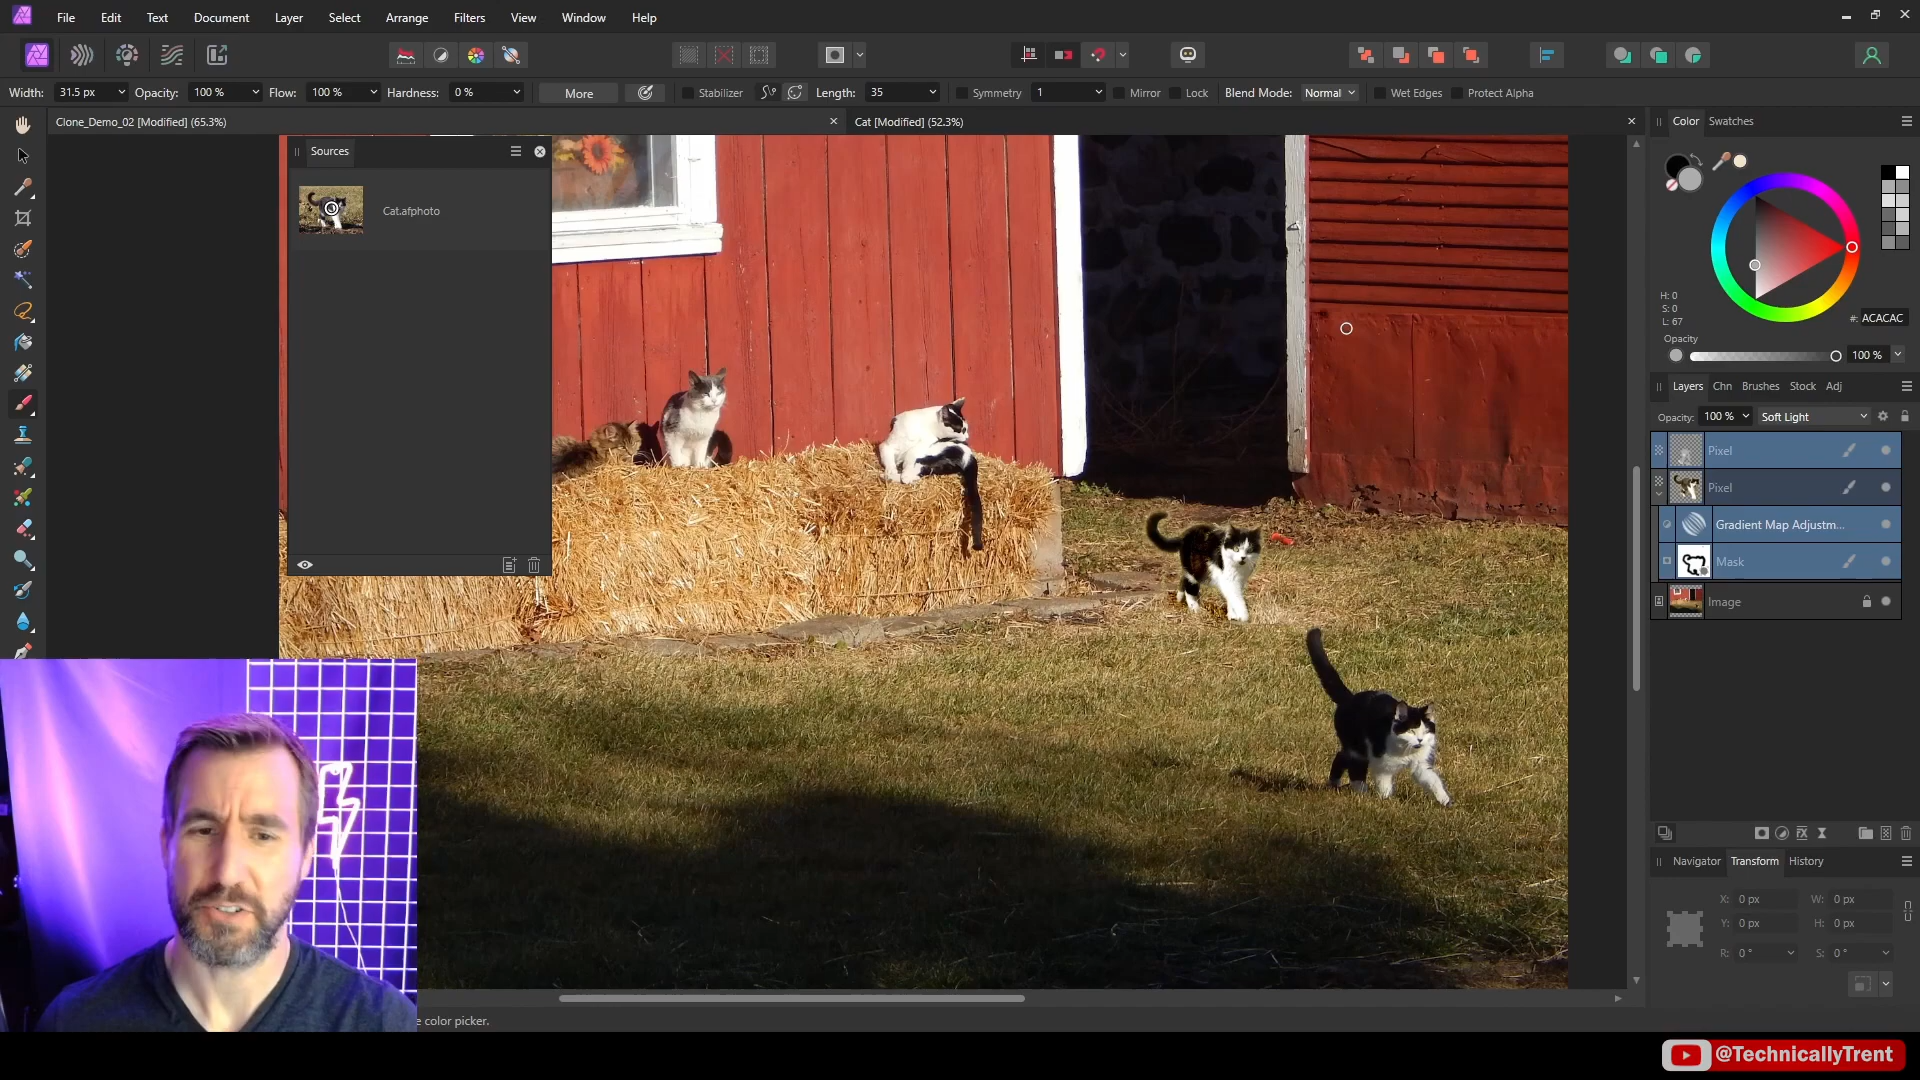 File Edit Text Document Layer Select Arrange Filters View Window Help
Width: 31.5 px Opacity: 100 % Flow: 100 % Hardness: 0 % More Stabilizer Length: 35 Symmetry 1 Mirror Lock Blend Mode: Normal Wet Edges Protect Alpha
Clone_Demo_02 [Modified] (65.3%) Cat [Modified] (52.3%)
Sources
Cat.afphoto
Color Swatches
H: 0
S: 0
L: 67
#: ACACAC
Opacity
100 %
Layers Chn Brushes Stock Adj
Opacity: 100 % Soft Light
Pixel
Pixel
Gradient Map Adjustm...
Mask
Image
Navigator Transform History
X: 0 px W: 0 px
Y: 0 px H: 0 px
R: 0 ° S: 0 °
color picker.
@TechnicallyTrent